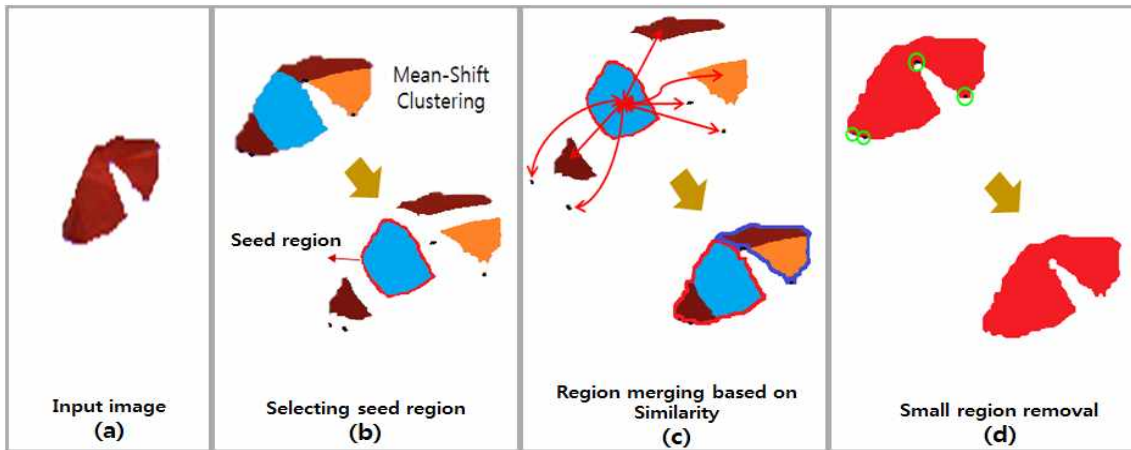 Input image
(a)
Mean-Shift
Clustering
Seed region
Selecting seed region
(b)
Region merging based on
Similarity
(c)
Small region removal
(d)